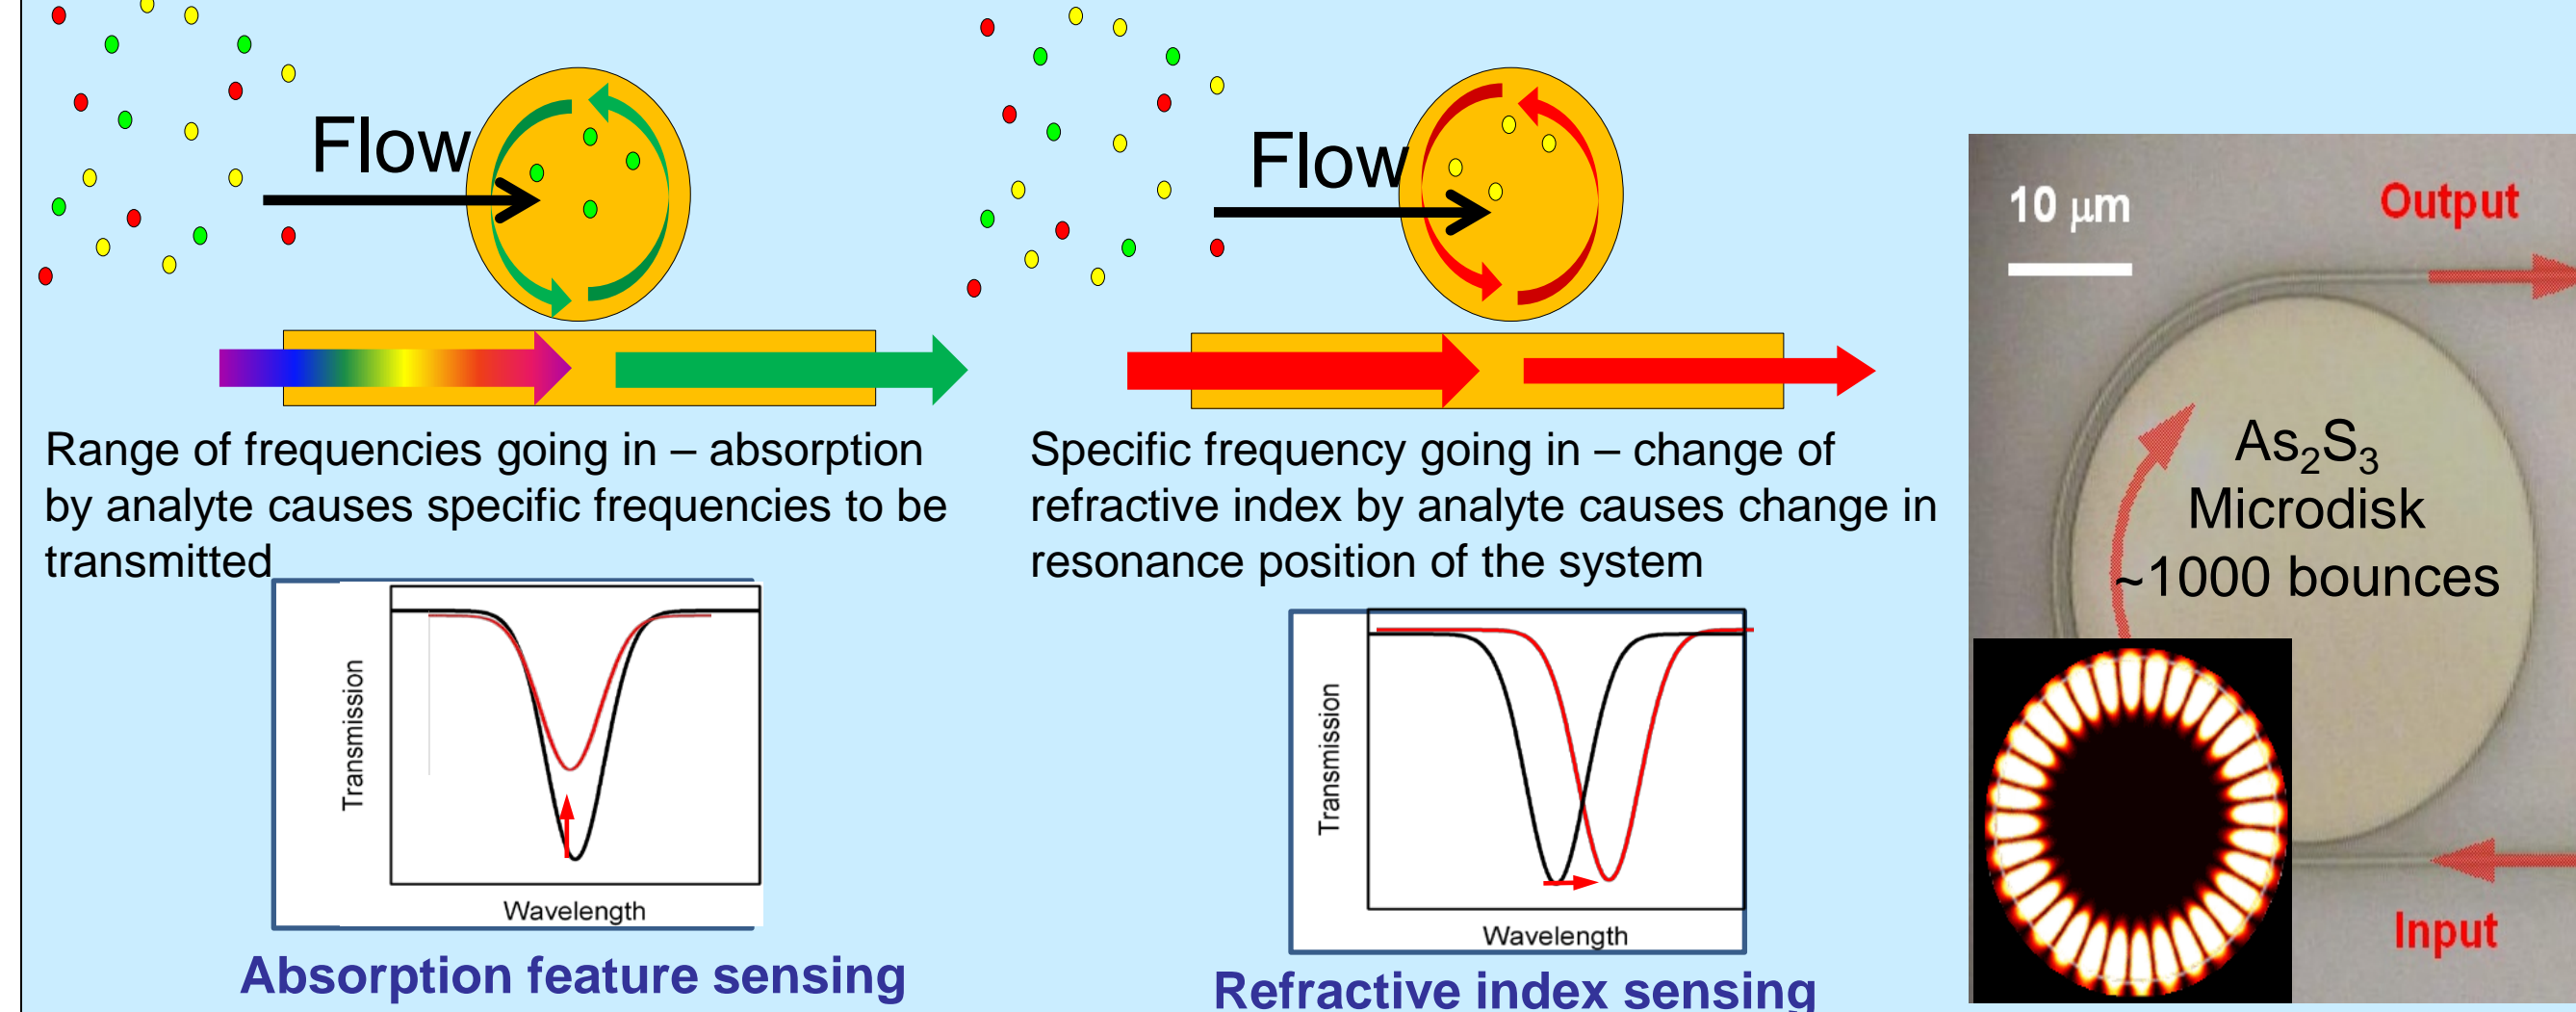 Flow
Range of frequencies going in – absorption
by analyte causes specific frequencies to be
transmitted
Transmission
Wavelength
Absorption feature sensing
Flow
Specific frequency going in – change of
refractive index by analyte causes change in
resonance position of the system
Transmission
Wavelength
Refractive index sensing
10 μm
Output
As₂S₃
Microdisk
~1000 bounces
Input